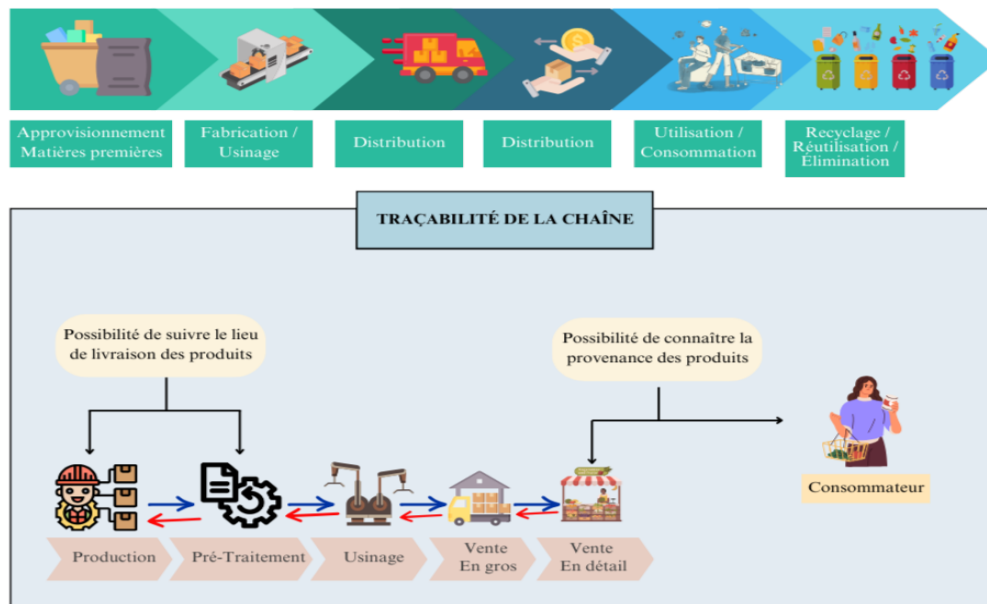 Approvisionnement
Matières premières
Fabrication /
Usinage
Distribution
Distribution
Utilisation /
Consommation
Recyclage /
Réutilisation /
Élimination
TRAÇABILITÉ DE LA CHAÎNE
Possibilité de suivre le lieu
de livraison des produits
Possibilité de connaître la
provenance des produits
Consommateur
Production
Pré-Traitement
Usinage
Vente
En gros
Vente
En détail